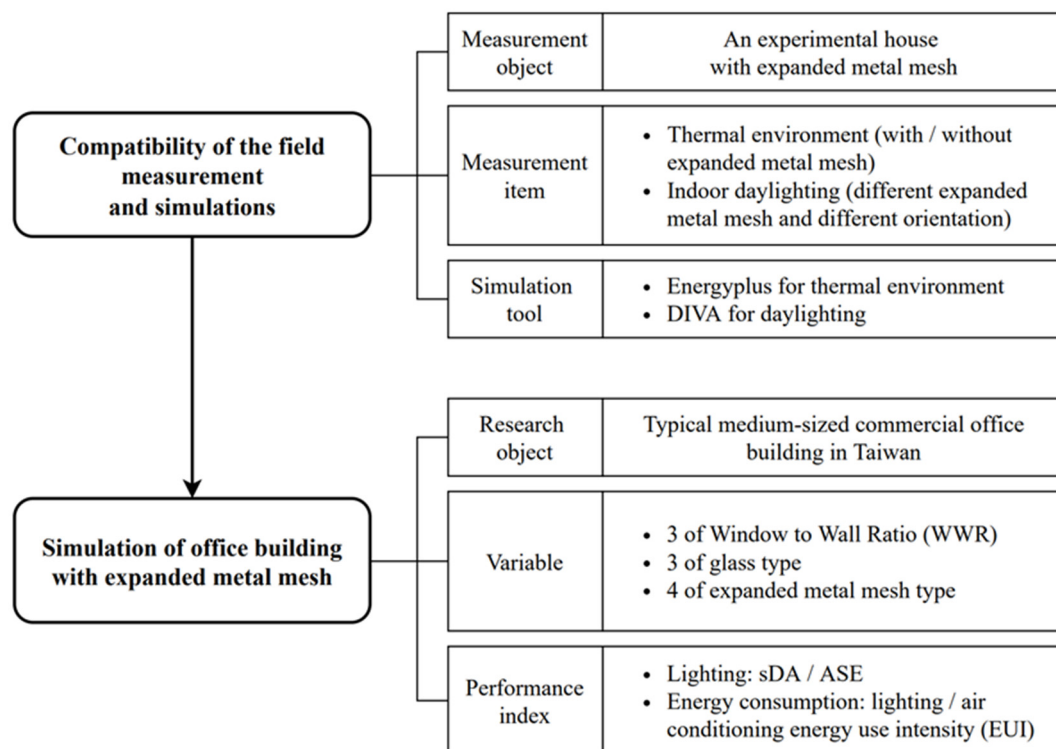 Measurement
object
An experimental house
with expanded metal mesh
Compatibility of the field
measurement
and simulations
Measurement
item
• Thermal environment (with / without
expanded metal mesh)
• Indoor daylighting (different expanded
metal mesh and different orientation)
Simulation
tool
• Energyplus for thermal environment
• DIVA for daylighting
Research
object
Typical medium-sized commercial office
building in Taiwan
Simulation of office building
with expanded metal mesh
Variable
• 3 of Window to Wall Ratio (WWR)
• 3 of glass type
• 4 of expanded metal mesh type
Performance
index
• Lighting: sDA / ASE
• Energy consumption: lighting / air
conditioning energy use intensity (EUI)